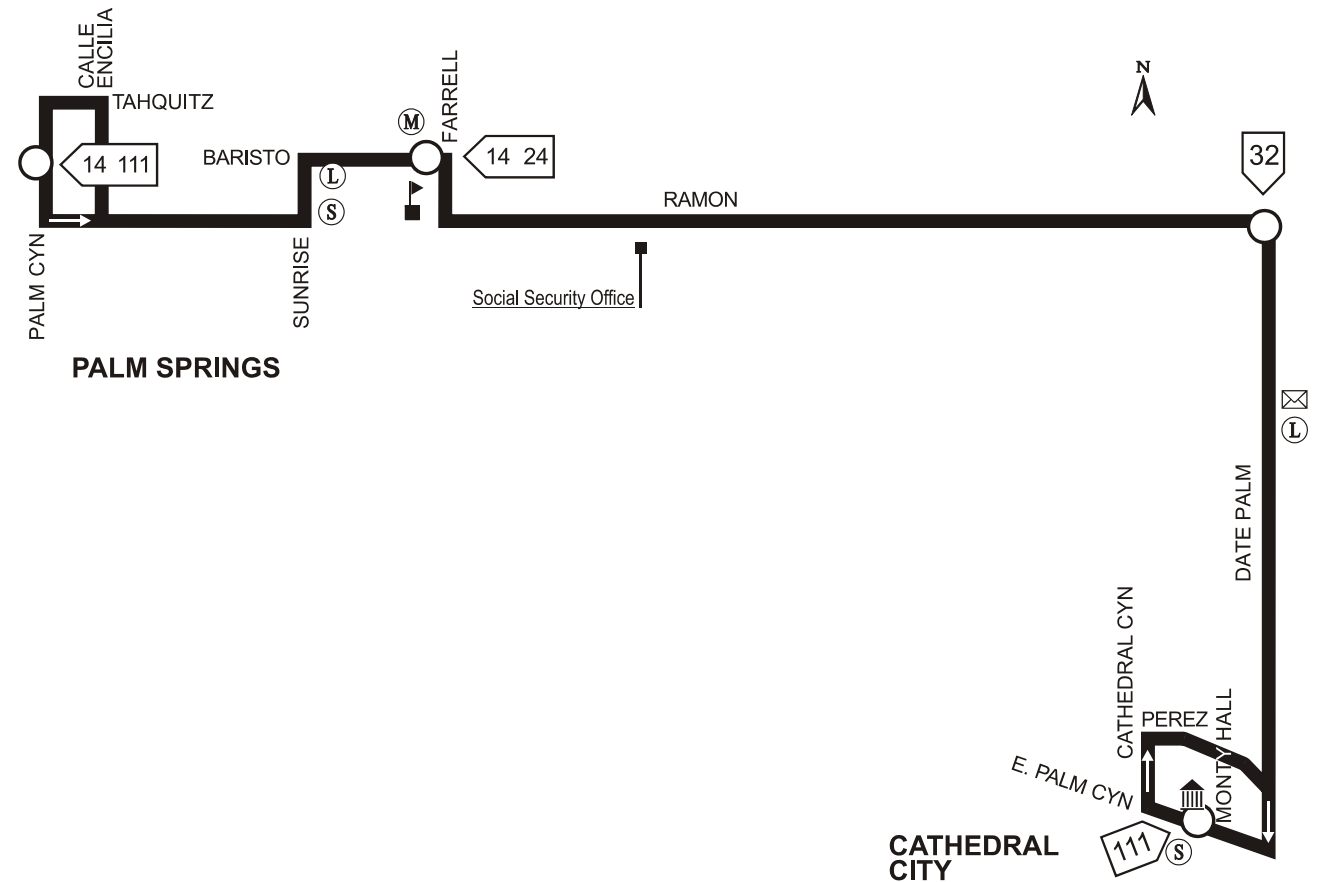 CALLE
ENCILIA
TAHQUITZ
FARRELL
N
M
BARISTO
14 111
14 24
32
L
S
RAMON
PALM CYN
SUNRISE
Social Security Office
PALM SPRINGS
L
DATE PALM
CATHEDRAL CYN
PEREZ
MONTY HALL
E. PALM CYN
111
S
CATHEDRAL
CITY